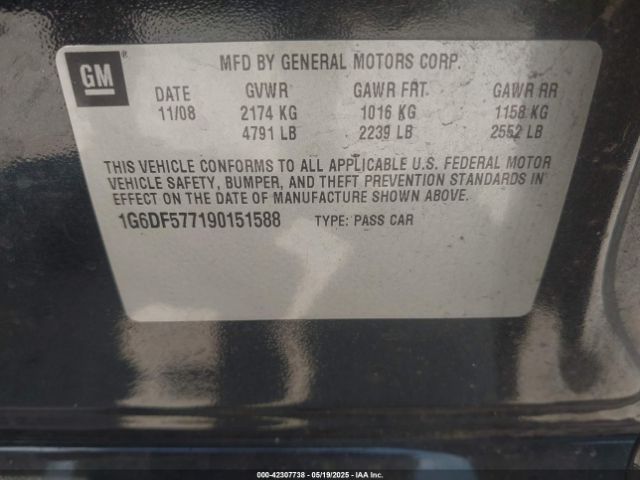 GM
MFD BY GENERAL MOTORS CORP.
DATE GVWR GAWR FRT GAWR RR
11/08 2174 KG 1016 KG 1158 KG
4791 LB 2239 LB 2552 LB
THIS VEHICLE CONFORMS TO ALL APPLICABLE U.S. FEDERAL MOTOR
VEHICLE SAFETY, BUMPER, AND THEFT PREVENTION STANDARDS IN
EFFECT ON THE DATE OF MANUFACTURE SHOWN ABOVE.
1G6DF577190151588 TYPE: PASS CAR
000-42307738 - 05/19/2025 - IAA Inc.